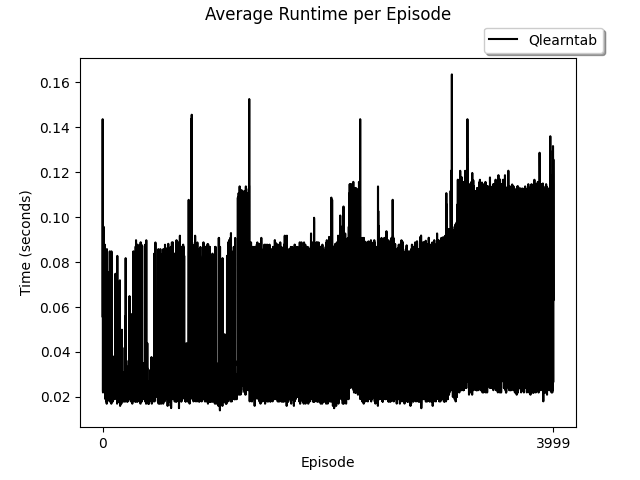 Average Runtime per Episode
Qlearntab
0.16
0.14
0.12
0.10
0.08
0.06
0.04
0.02
Time (seconds)
0
3999
Episode